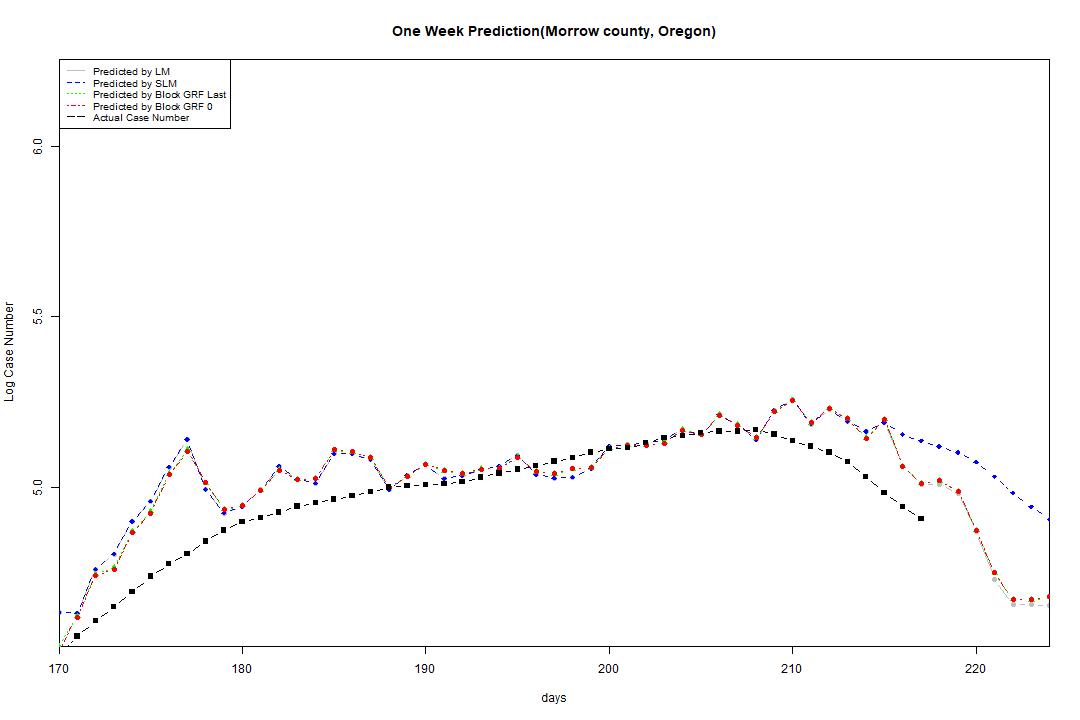 One Week Prediction(Morrow county, Oregon)
Predicted by LM
Predicted by SLM
Predicted by Block GRF Last
Predicted by Block GRF 0
Actual Case Number
6.0
5.5
5.0
Log Case Number
170 180 190 200 210 220
days